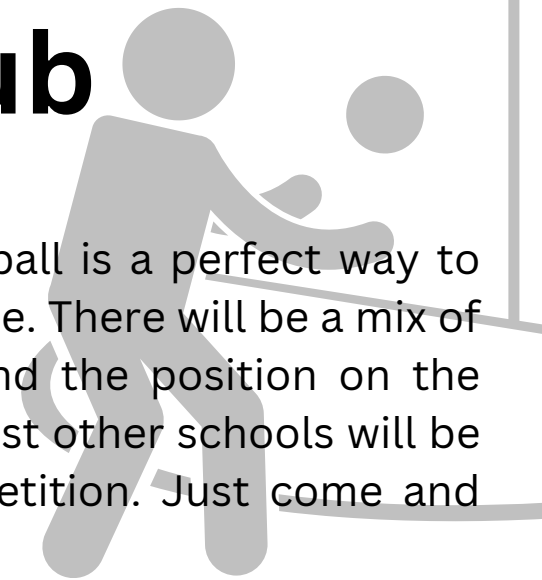 ub
ball is a perfect way to
e. There will be a mix of
nd the position on the
st other schools will be
etition. Just come and